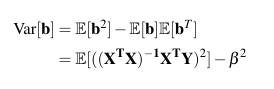 Var[b] = 𝔼[b²] − 𝔼[b]𝔼[bᵀ]
= 𝔼[((XᵀX)⁻¹XᵀY)²] − β²